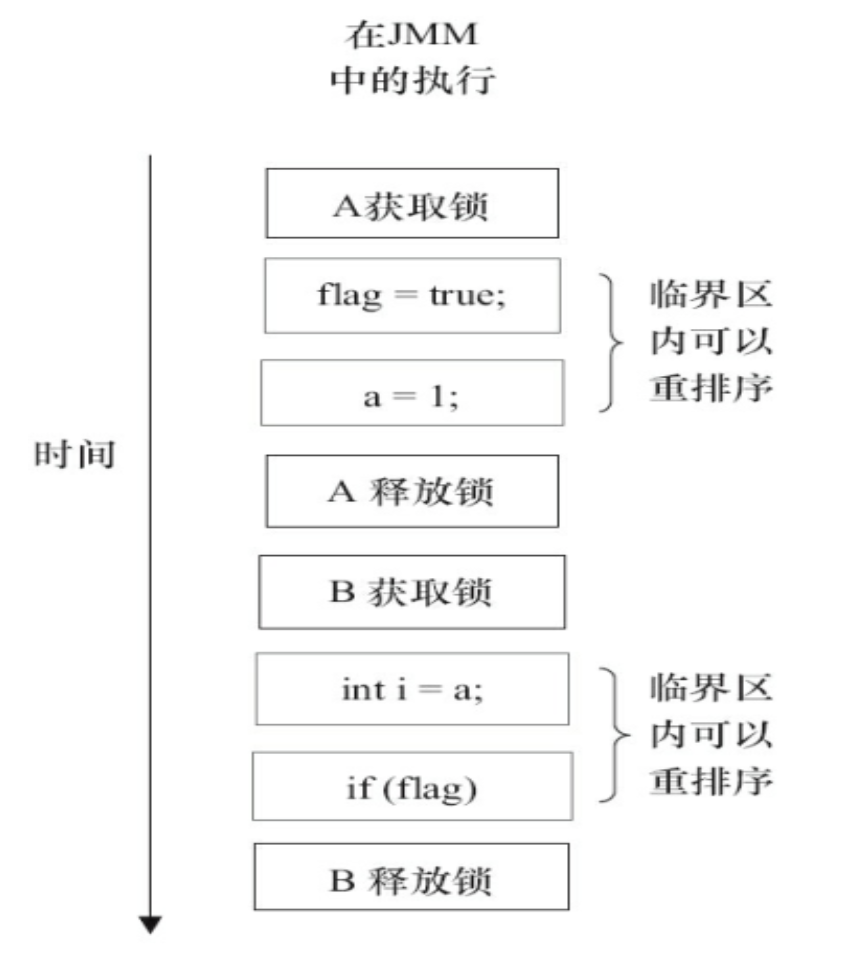 在JMM
中的执行
A获取锁
flag = true;
临界区
内可以
重排序
a = 1;
时间
A 释放锁
B 获取锁
int i = a;
临界区
内可以
重排序
if (flag)
B 释放锁